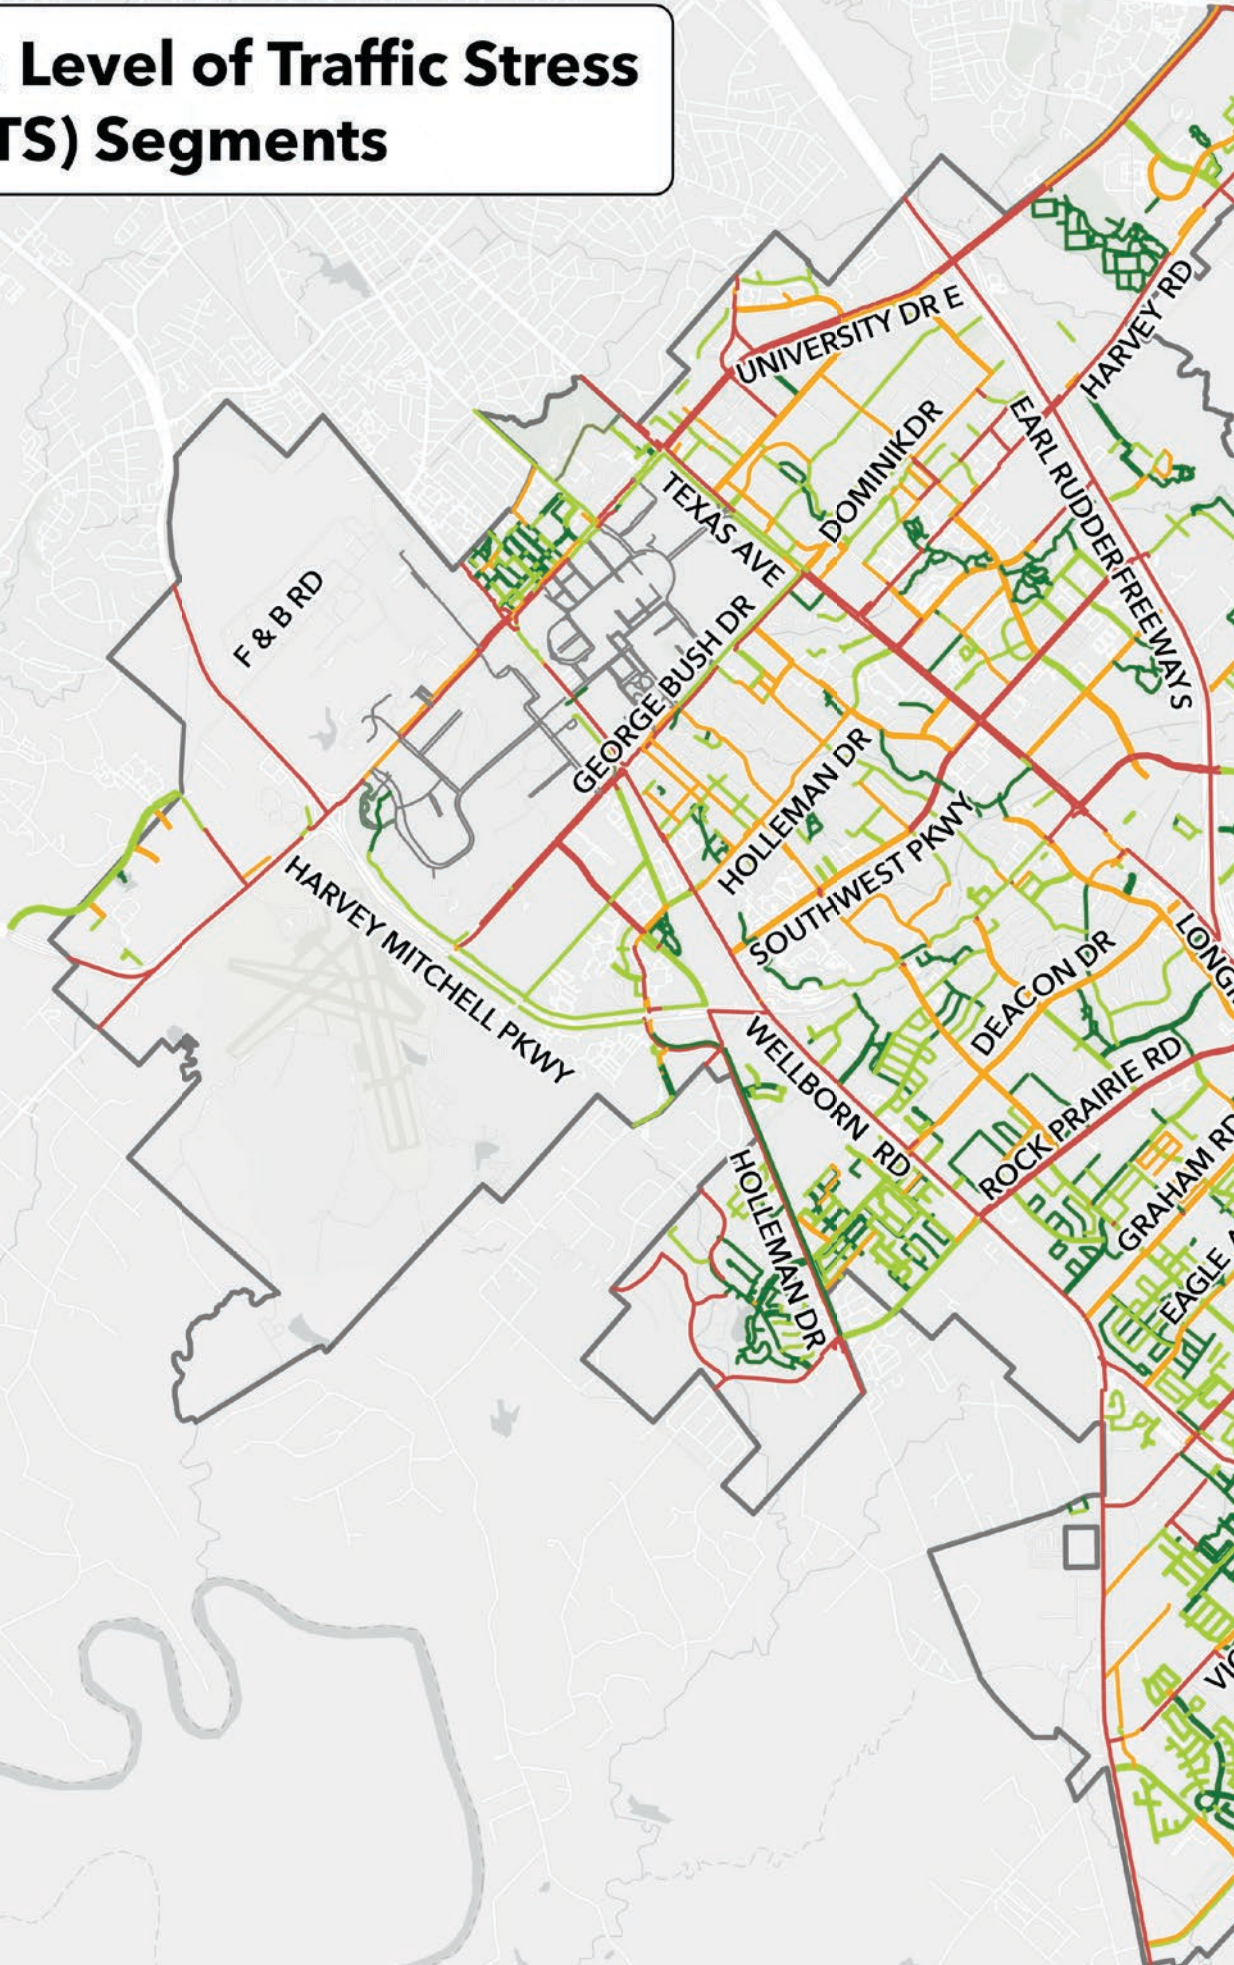 Level of Traffic Stress
TS) Segments
UNIVERSITY DR E
HARVEY RD
DOMINIK DR
EARL RUDDER FREEWAY S
TEXAS AVE
F & B RD
GEORGE BUSH DR
HOLLEMAN DR
SOUTHWEST PKWY
HARVEY MITCHELL PKWY
DEACON DR
WELLBORN RD
ROCK PRAIRIE RD
HOLLEMAN DR
GRAHAM RD
EAGLE